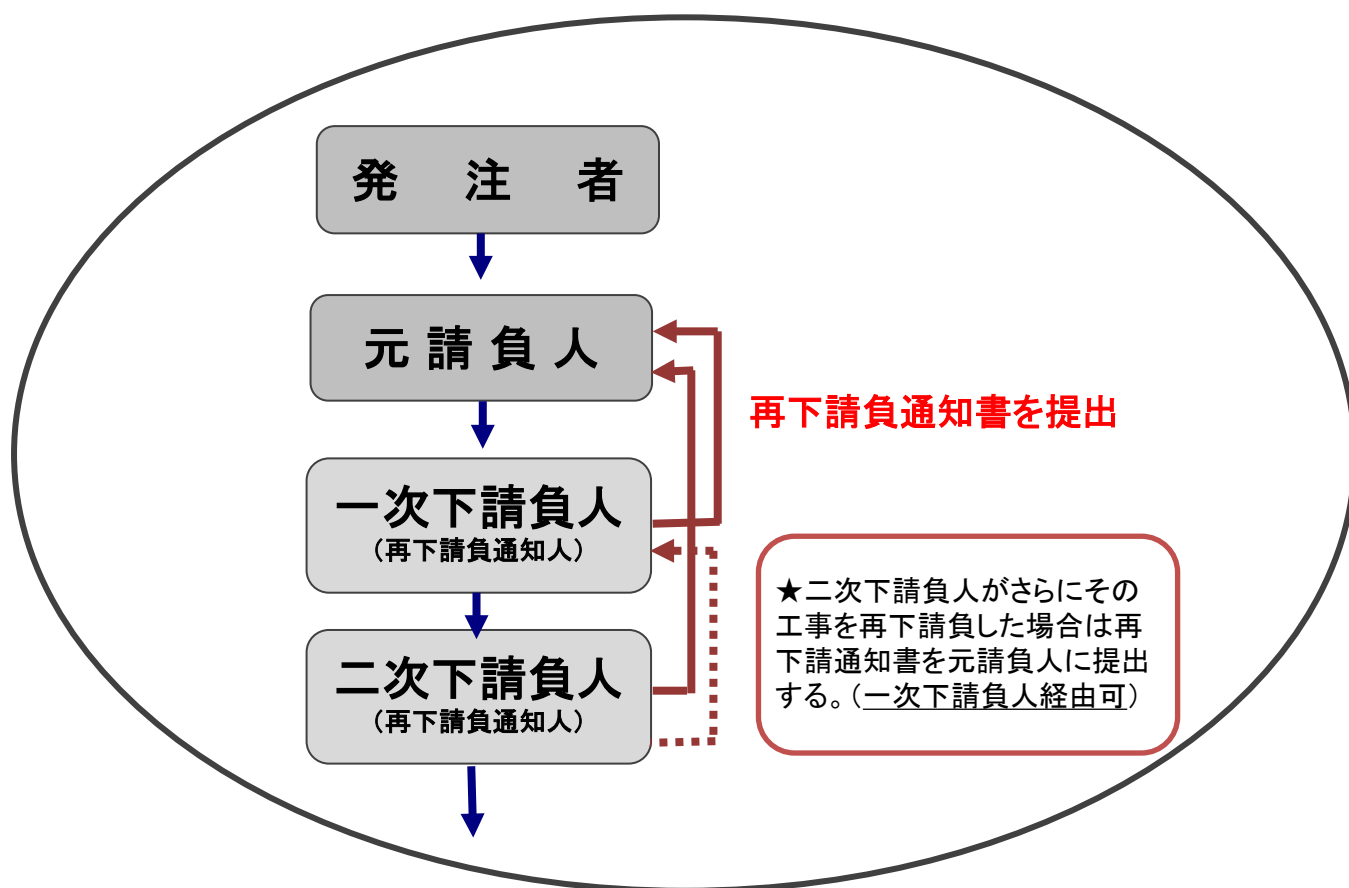 発 注 者
元 請 負 人
再下請負通知書を提出
一次下請負人
（再下請負通知人）
★二次下請負人がさらにその
工事を再下請負した場合は再
下請通知書を元請負人に提出
する。（一次下請負人経由可）
二次下請負人
（再下請負通知人）